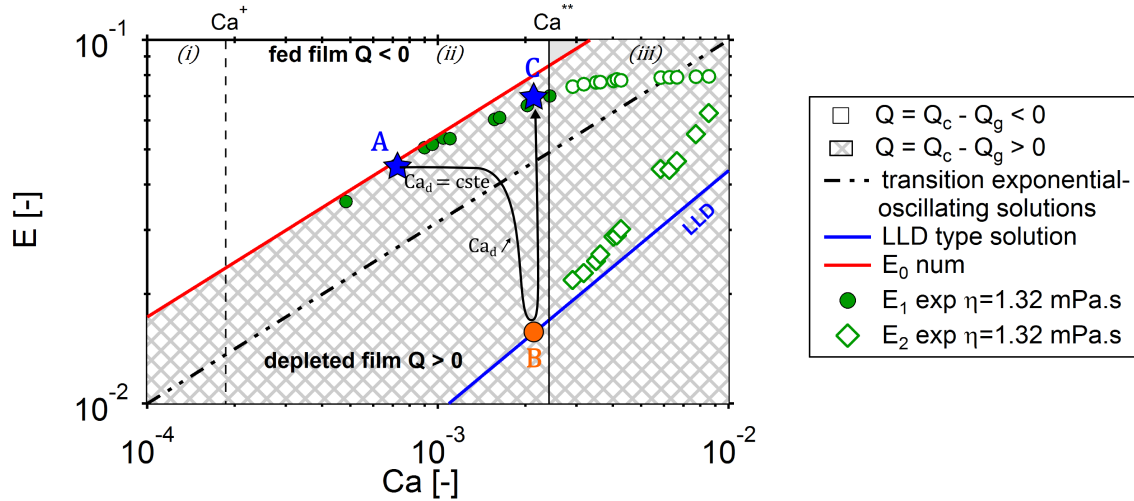 Ca⁺
Ca**
10⁻¹
(i)
fed film Q < 0
(ii)
(iii)
C
A
Ca_d = cste
E [-]
Ca_d ↗
LLD
depleted film Q > 0
B
10⁻²
10⁻⁴
10⁻³
10⁻²
Ca [-]
Q = Q_c - Q_g < 0
Q = Q_c - Q_g > 0
transition exponential-
oscillating solutions
LLD type solution
E₀ num
E₁ exp η=1.32 mPa.s
E₂ exp η=1.32 mPa.s